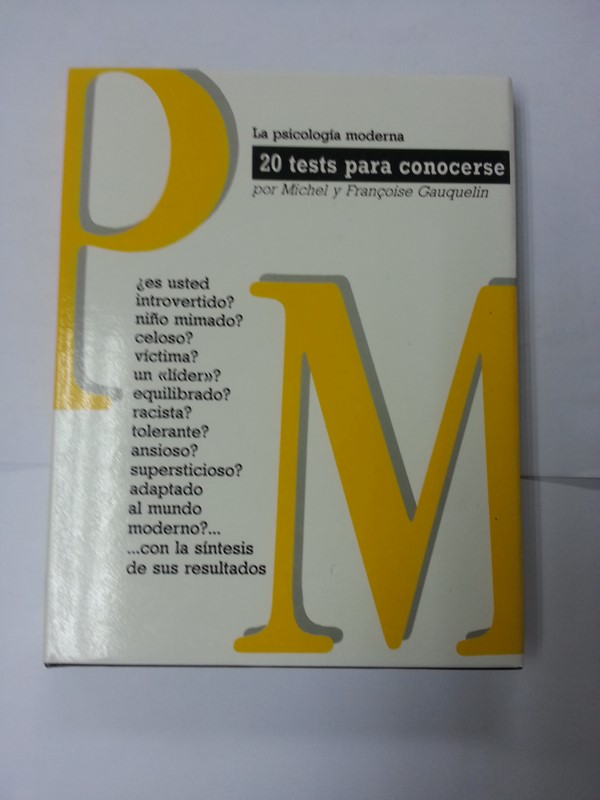 La psicología moderna
20 tests para conocerse
por Michel y Françoise Gauquelin
P
M
¿es usted
introvertido?
niño mimado?
celoso?
víctima?
un «líder»?
equilibrado?
racista?
tolerante?
ansioso?
supersticioso?
adaptado
al mundo
moderno?...
...con la síntesis
de sus resultados